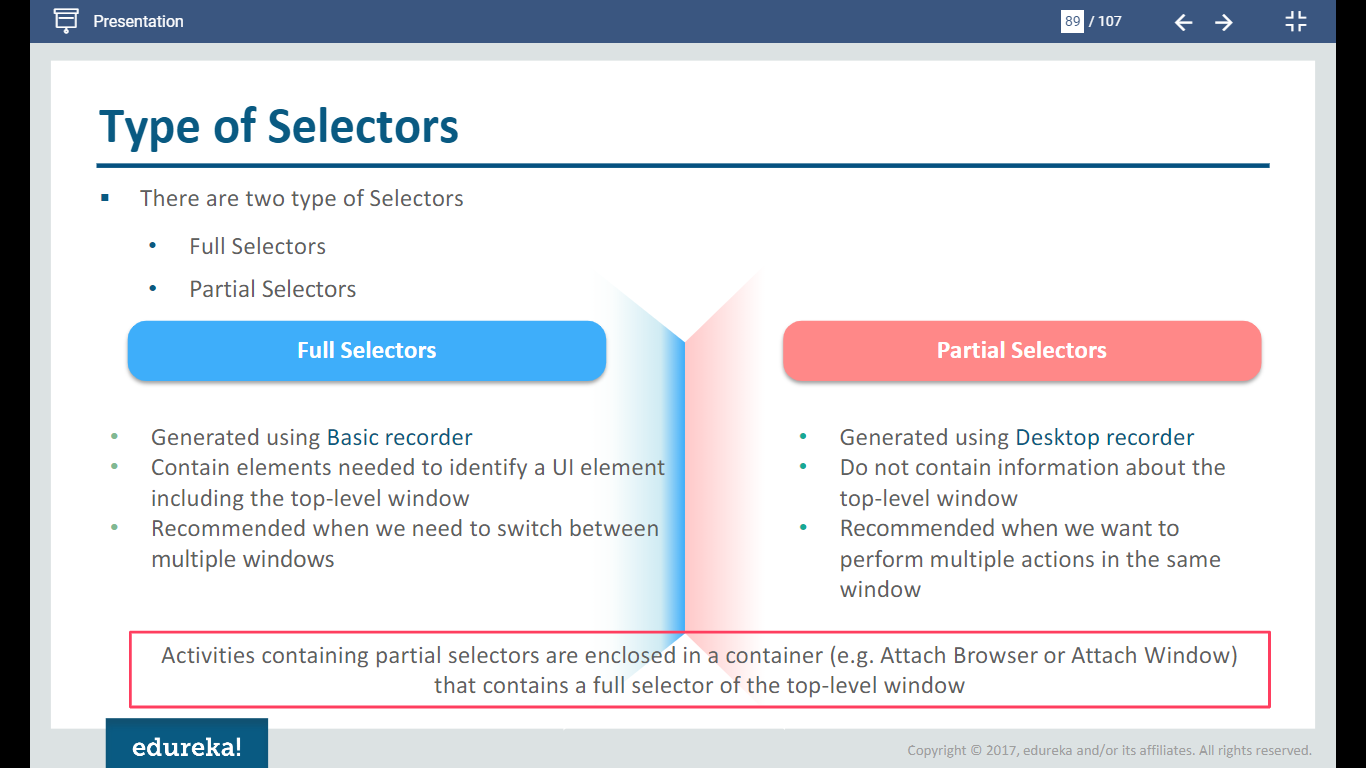 Presentation
89 / 107
Type of Selectors
▪ There are two type of Selectors
• Full Selectors
• Partial Selectors
Full Selectors
• Generated using Basic recorder
• Contain elements needed to identify a UI element
including the top-level window
• Recommended when we need to switch between
multiple windows
Partial Selectors
• Generated using Desktop recorder
• Do not contain information about the
top-level window
• Recommended when we want to
perform multiple actions in the same
window
Activities containing partial selectors are enclosed in a container (e.g. Attach Browser or Attach Window)
that contains a full selector of the top-level window
edureka!
Copyright © 2017, edureka and/or its affiliates. All rights reserved.